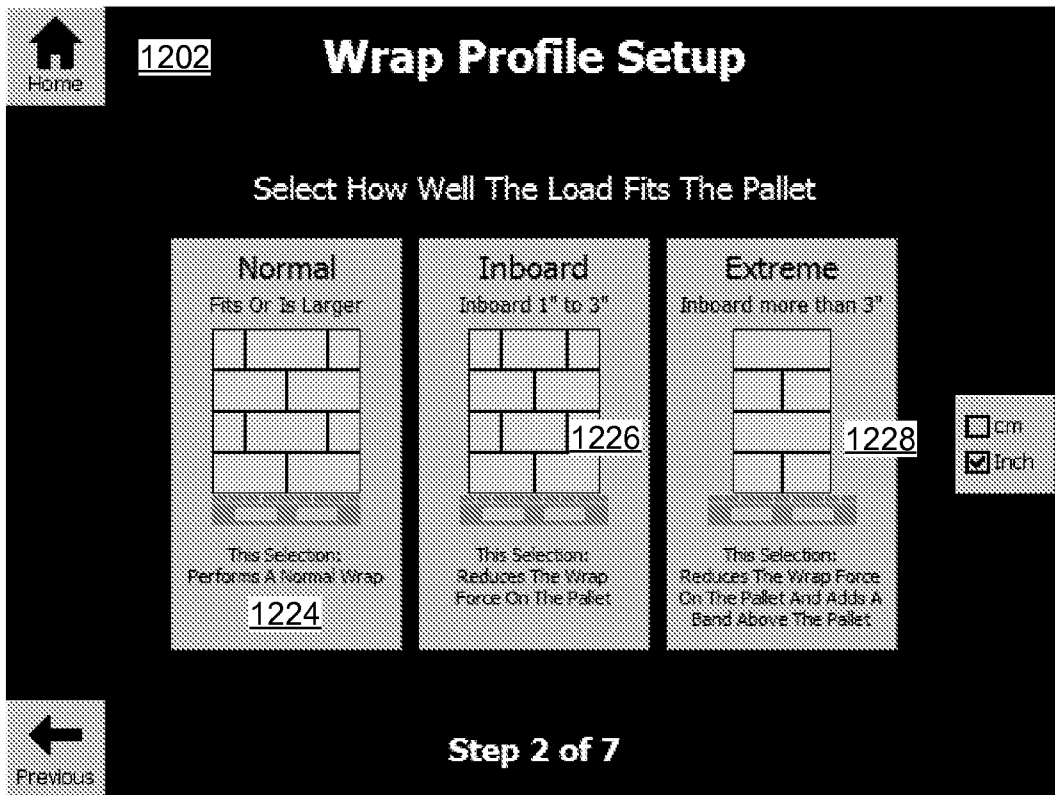 Home
1202
Wrap Profile Setup
Select How Well The Load Fits The Pallet
Normal
Fits Or Is Larger
This Selection:
Performs A Normal Wrap
1224
Inboard
Inboard 1" to 3"
1226
This Selection:
Reduces The Wrap
Force On The Pallet
Extreme
Inboard more than 3"
1228
This Selection:
Reduces The Wrap Force
On The Pallet And Adds A
Band Above The Pallet
cm
Inch
Previous
Step 2 of 7